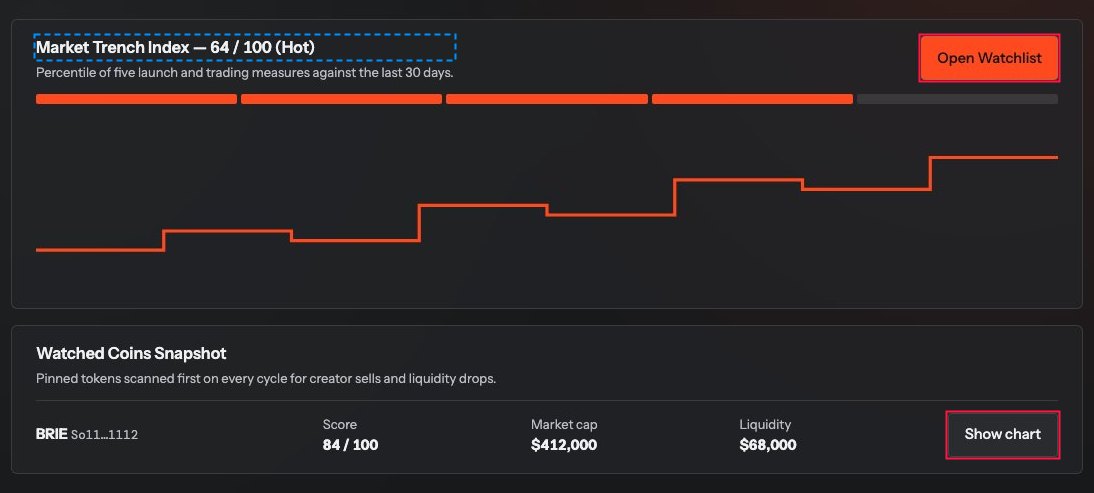 Market Trench Index — 64 / 100 (Hot)
Percentile of five launch and trading measures against the last 30 days.
Open Watchlist
Watched Coins Snapshot
Pinned tokens scanned first on every cycle for creator sells and liquidity drops.
BRIE So11…1112
Score
84 / 100
Market cap
$412,000
Liquidity
$68,000
Show chart